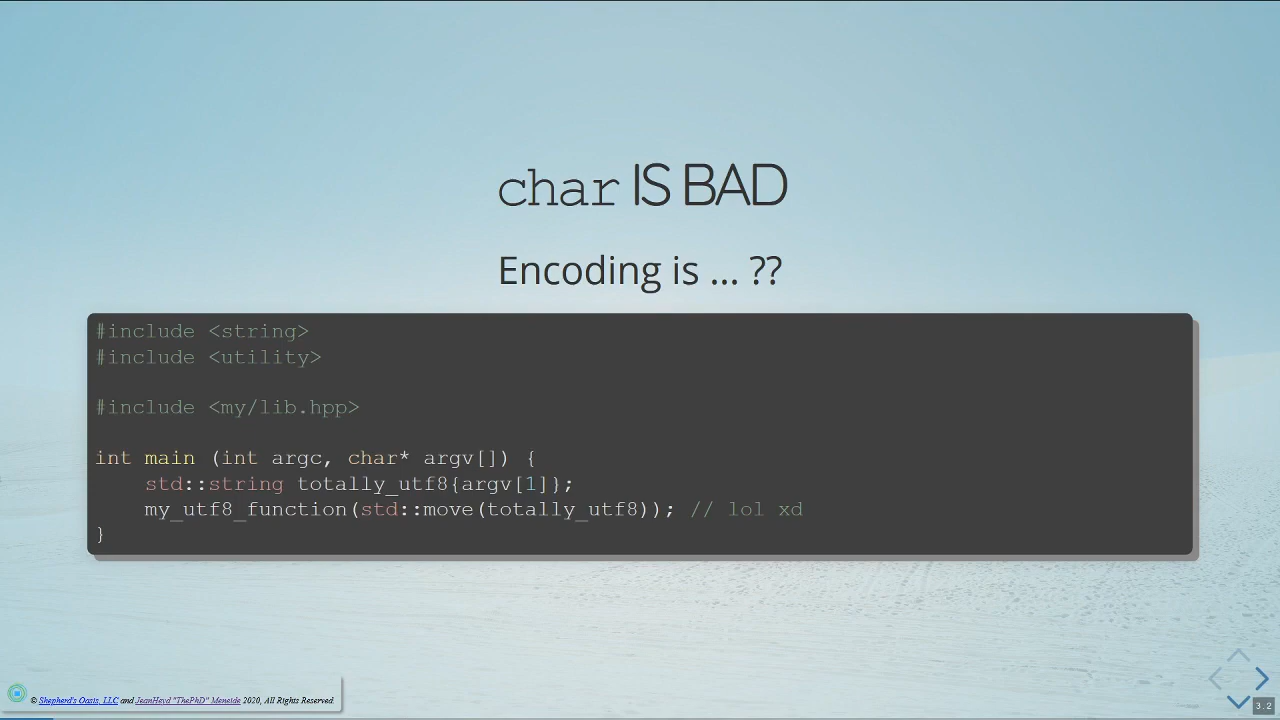 char IS BAD
Encoding is ... ??
#include <string>
#include <utility>
#include <my/lib.hpp>
int main (int argc, char* argv[]) {
    std::string totally_utf8{argv[1]};
    my_utf8_function(std::move(totally_utf8)); // lol xd
}
© Shepherd's Oasis, LLC and JeanHeyd "ThePhD" Meneide 2020, All Rights Reserved.
3.2